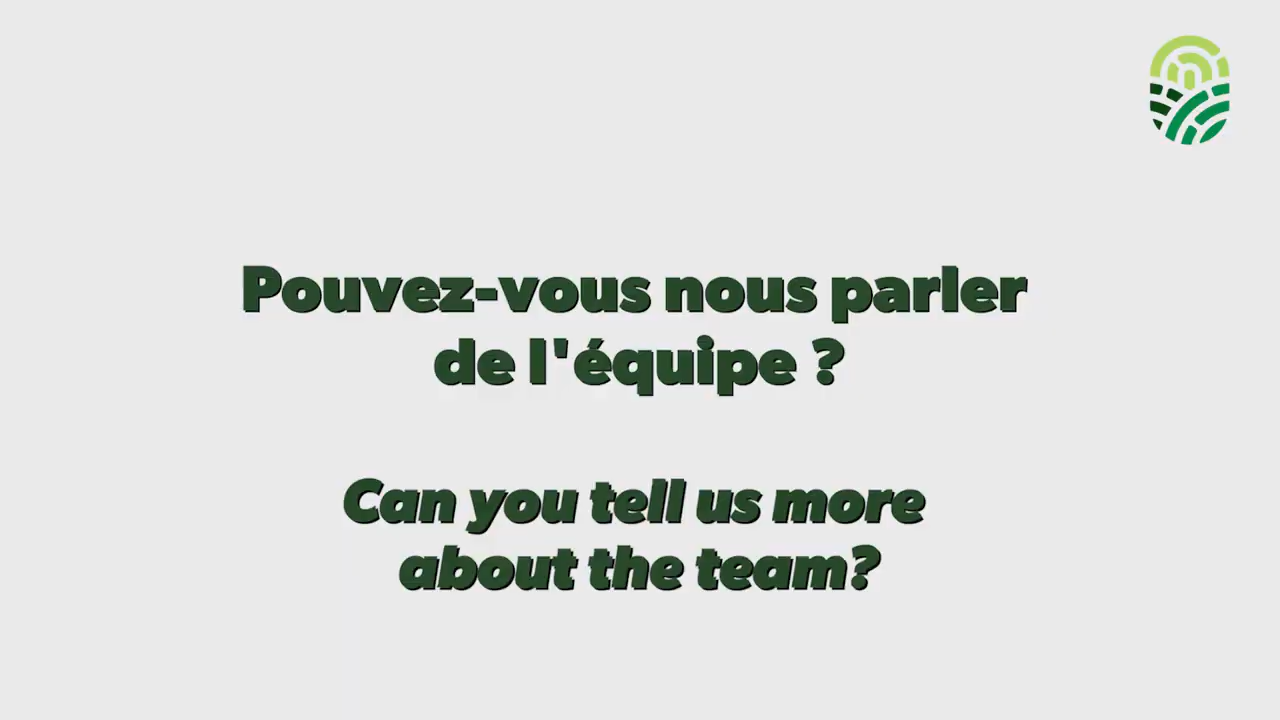 Pouvez-vous nous parler
de l'équipe ?
Can you tell us more
about the team?